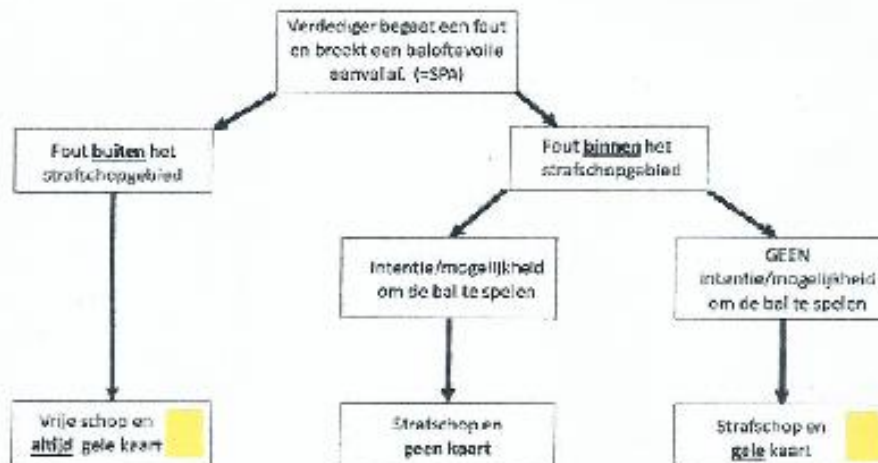 Verdediger begaat een fout
en breekt een beloftevolle
aanval af. (=SPA)
Fout buiten het
strafschopgebied
Fout binnen het
strafschopgebied
Intentie/mogelijkheid
om de bal te spelen
GEEN
intentie/mogelijkheid
om de bal te spelen
Vrije schop en
altijd gele kaart
Strafschop en
geen kaart
Strafschop en
gele kaart